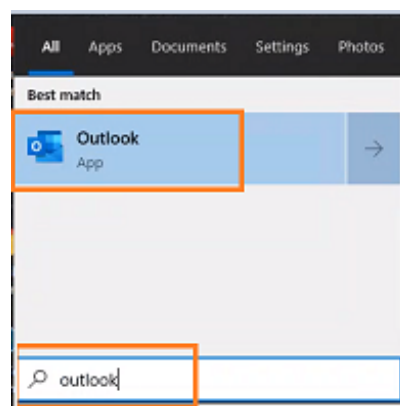 All Apps Documents Settings Photos
Best match
Outlook
App
outlook